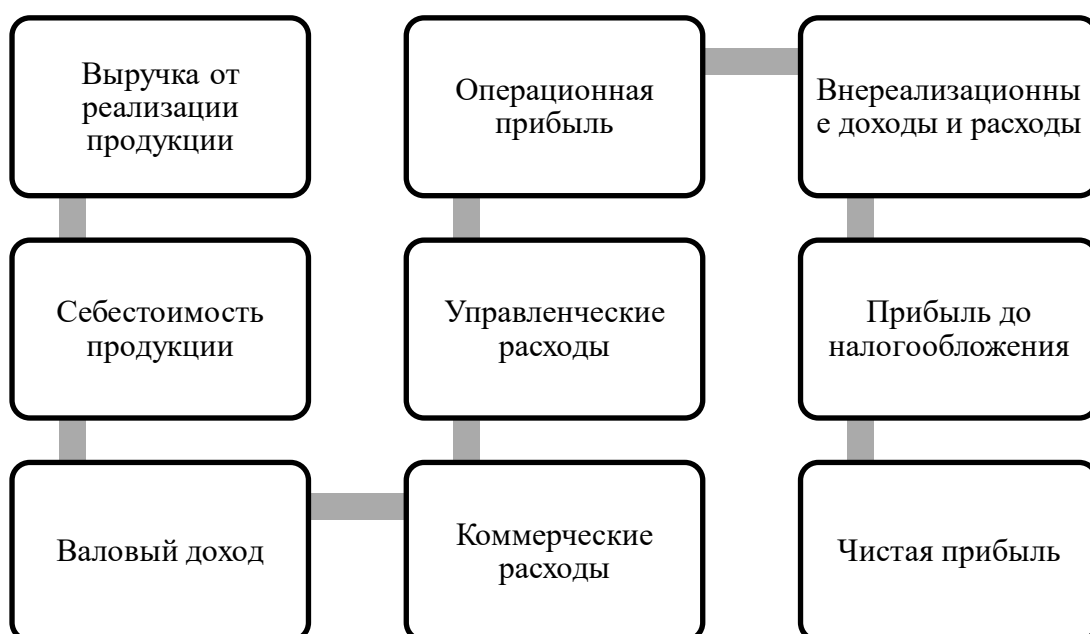 Выручка от
реализации
продукции
Себестоимость
продукции
Валовый доход
Коммерческие
расходы
Управленческие
расходы
Операционная
прибыль
Внереализационны
е доходы и расходы
Прибыль до
налогообложения
Чистая прибыль